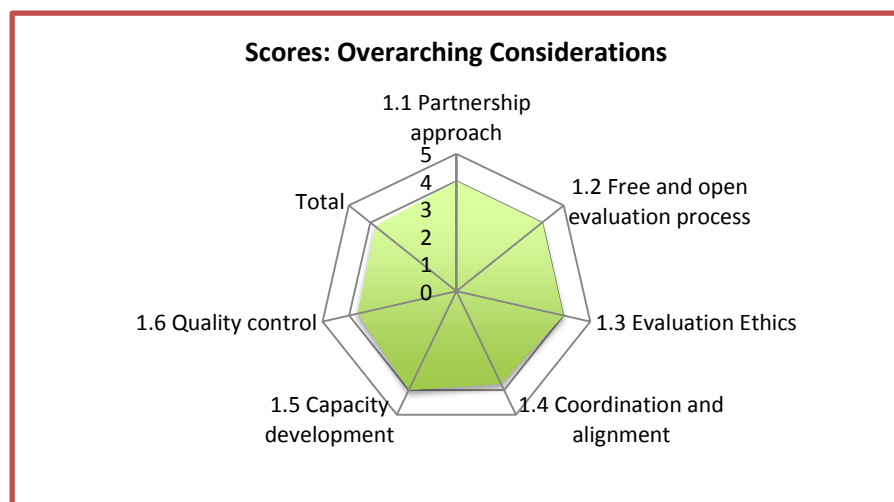 Scores: Overarching Considerations
1.1 Partnership
approach
5
4
3
2
1
0
1.2 Free and open
evaluation process
1.3 Evaluation Ethics
1.4 Coordination and
alignment
1.5 Capacity
development
1.6 Quality control
Total